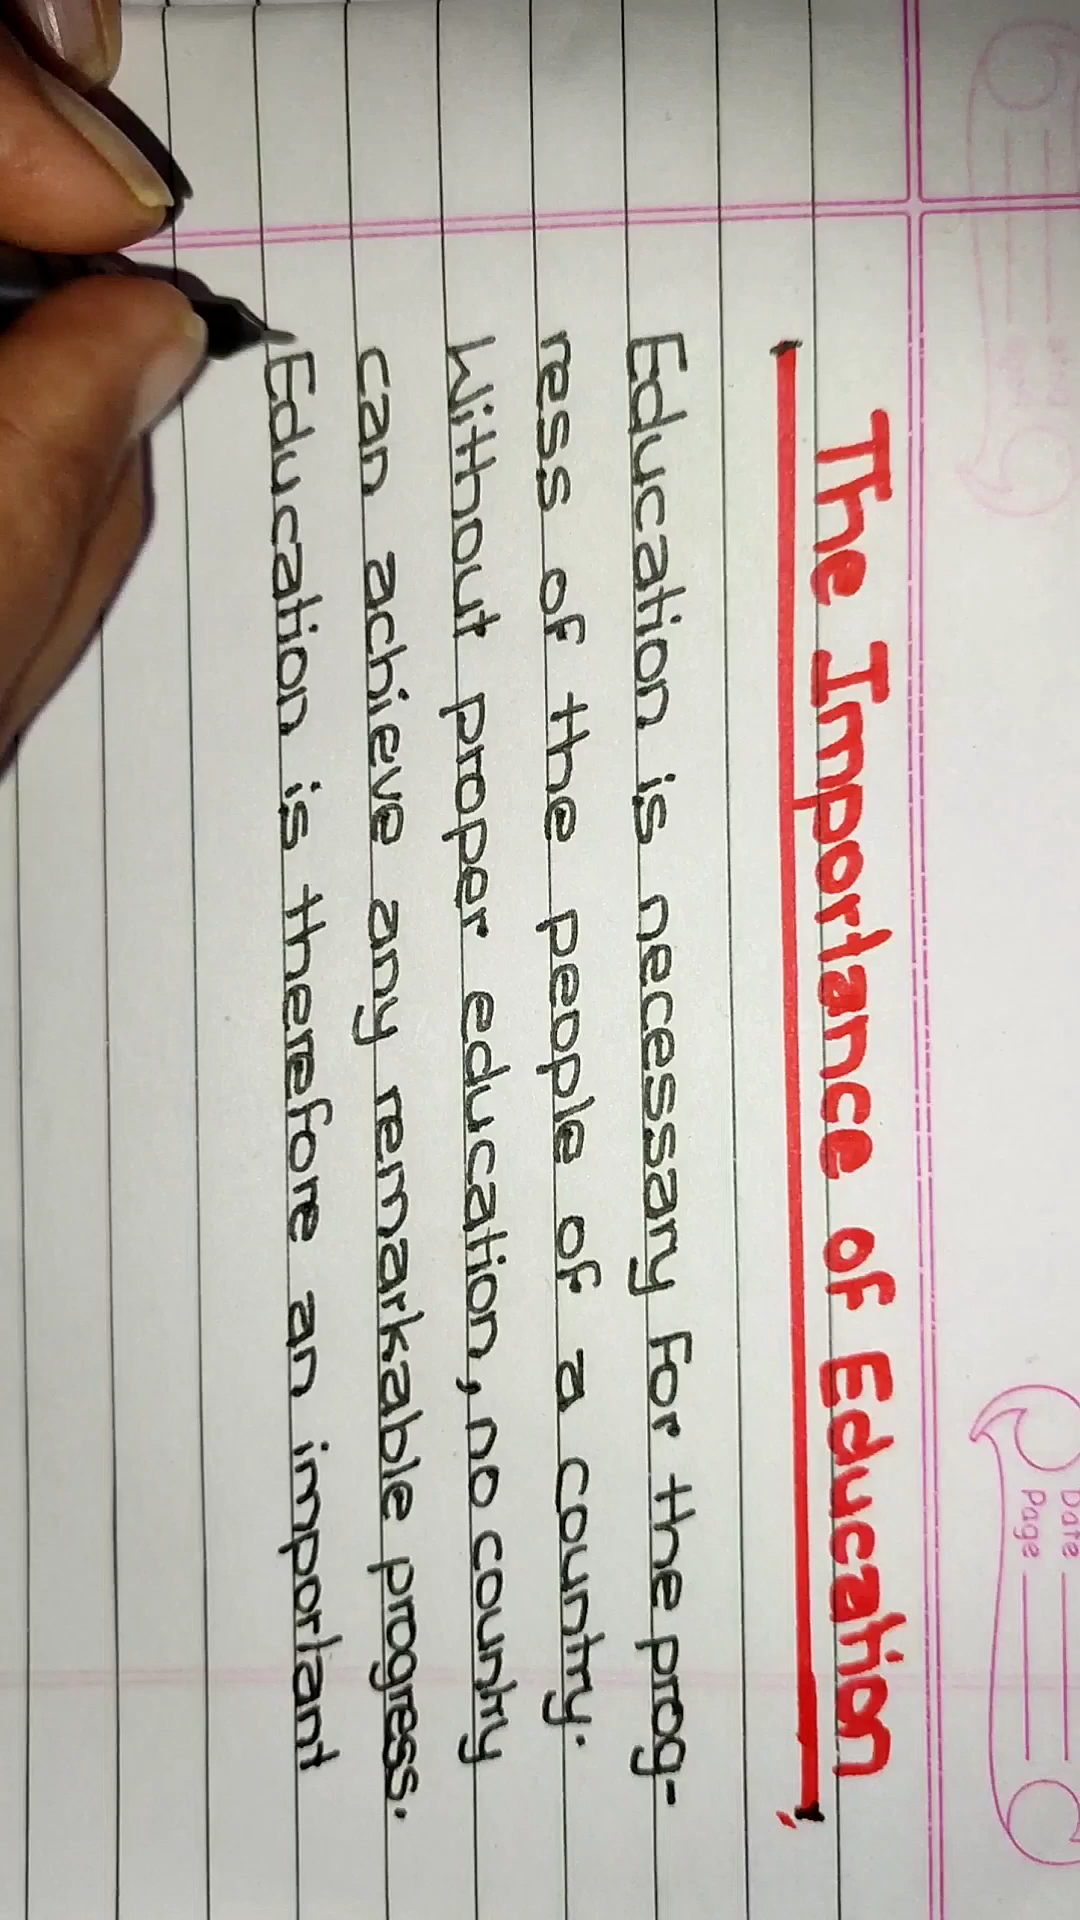 Date
Page
The Importance of Education
Education is necessary for the prog-
ress of the people of a country.
Without proper education, no country
can achieve any remarkable progress.
Education is therefore an important